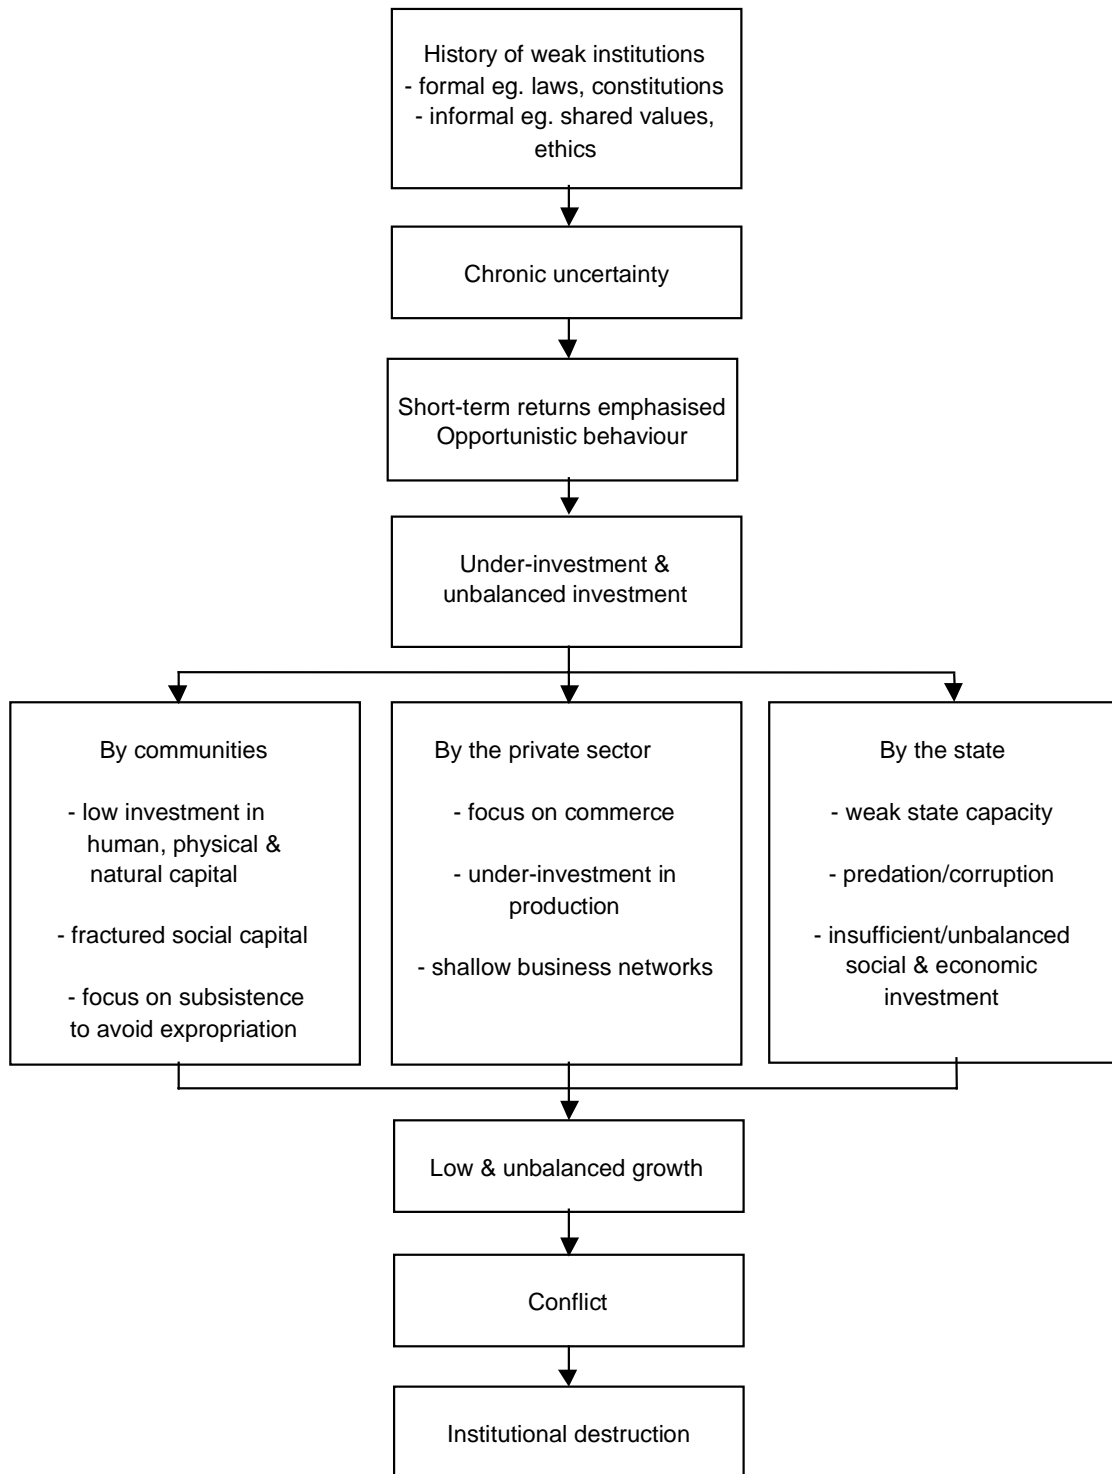 History of weak institutions
- formal eg. laws, constitutions
- informal eg. shared values,
ethics
Chronic uncertainty
Short-term returns emphasised
Opportunistic behaviour
Under-investment &
unbalanced investment
By communities
- low investment in
human, physical &
natural capital
- fractured social capital
- focus on subsistence
to avoid expropriation
By the private sector
- focus on commerce
- under-investment in
production
- shallow business networks
By the state
- weak state capacity
- predation/corruption
- insufficient/unbalanced
social & economic
investment
Low & unbalanced growth
Conflict
Institutional destruction